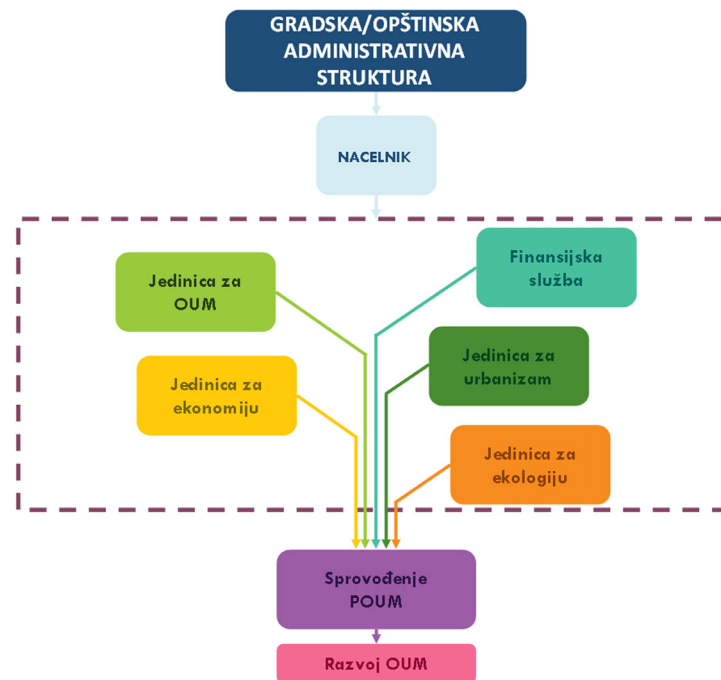 GRADSKA/OPŠTINSKA
ADMINISTRATIVNA
STRUKTURA
NACELNIK
Finansijska
služba
Jedinica za
OUM
Jedinica za
urbanizam
Jedinica za
ekonomiju
Jedinica za
ekologiju
Sprovođenje
POUM
Razvoj OUM